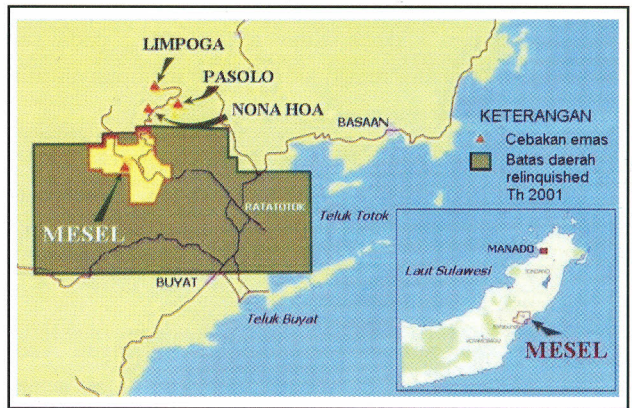 LIMPOGA
PASOLO
NONA HOA
BASAAN
KETERANGAN
Cebakan emas
Batas daerah
relinquished
Th 2001
RATATOTOK
Teluk Totok
MESEL
BUYAT
Teluk Buyat
MANADO
Laut Sulawesi
MESEL